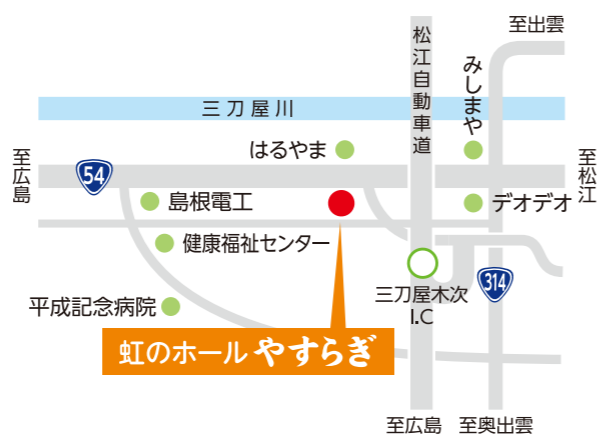 至出雲
松江自動車道
みしまや
三刀屋川
はるやま
至広島
54
至松江
島根電工
デオデオ
健康福祉センター
三刀屋木次
I.C
314
平成記念病院
虹のホール やすらぎ
至広島
至奥出雲